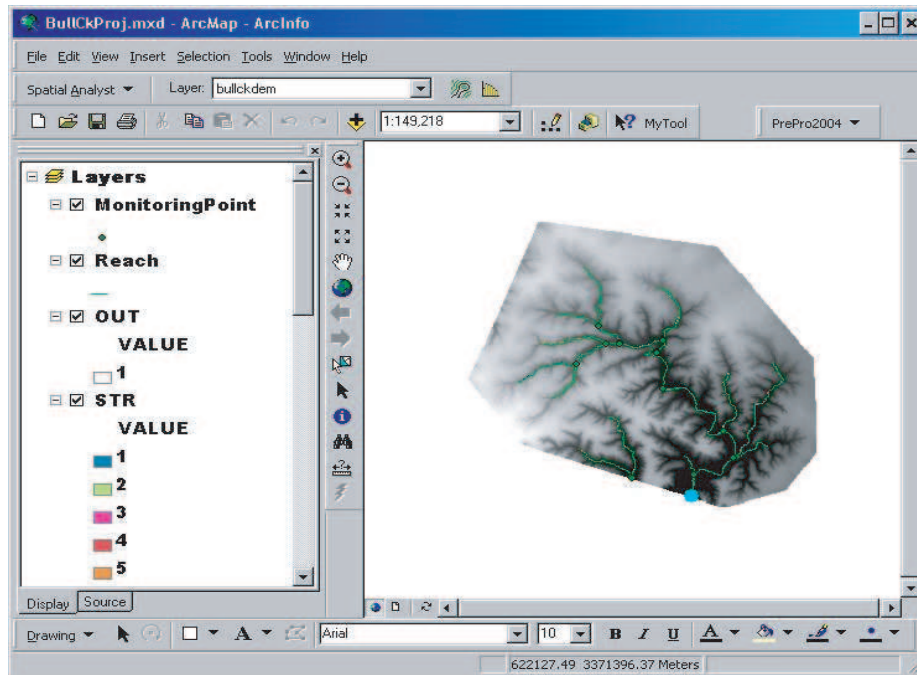 BullCkProj.mxd - ArcMap - ArcInfo
File Edit View Insert Selection Tools Window Help
Spatial Analyst Layer: bullckdem
1:149,218 MyTool PrePro2004
Layers
MonitoringPoint
Reach
OUT
VALUE
1
STR
VALUE
1
2
3
4
5
Display Source
Drawing A Arial 10 B I U A
622127.49 3371396.37 Meters